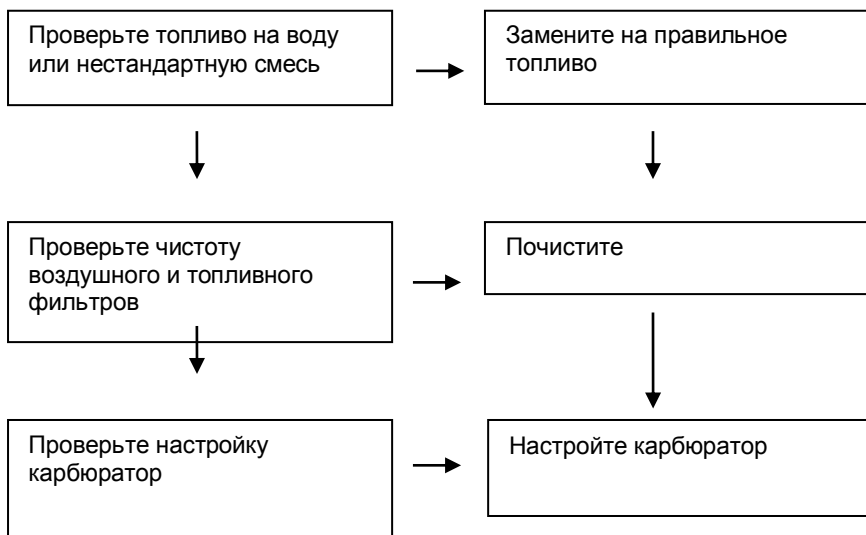 Проверьте топливо на воду
или нестандартную смесь
Замените на правильное
топливо
Проверьте чистоту
воздушного и топливного
фильтров
Почистите
Проверьте настройку
карбюратор
Настройте карбюратор